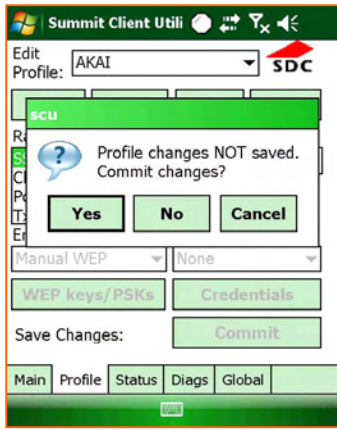 Summit Client Utili
Edit
Profile:
AKAI
SDC
scu
Profile changes NOT saved.
Commit changes?
Yes
No
Cancel
Manual WEP
None
WEP keys/PSKs
Credentials
Save Changes:
Commit
Main
Profile
Status
Diags
Global